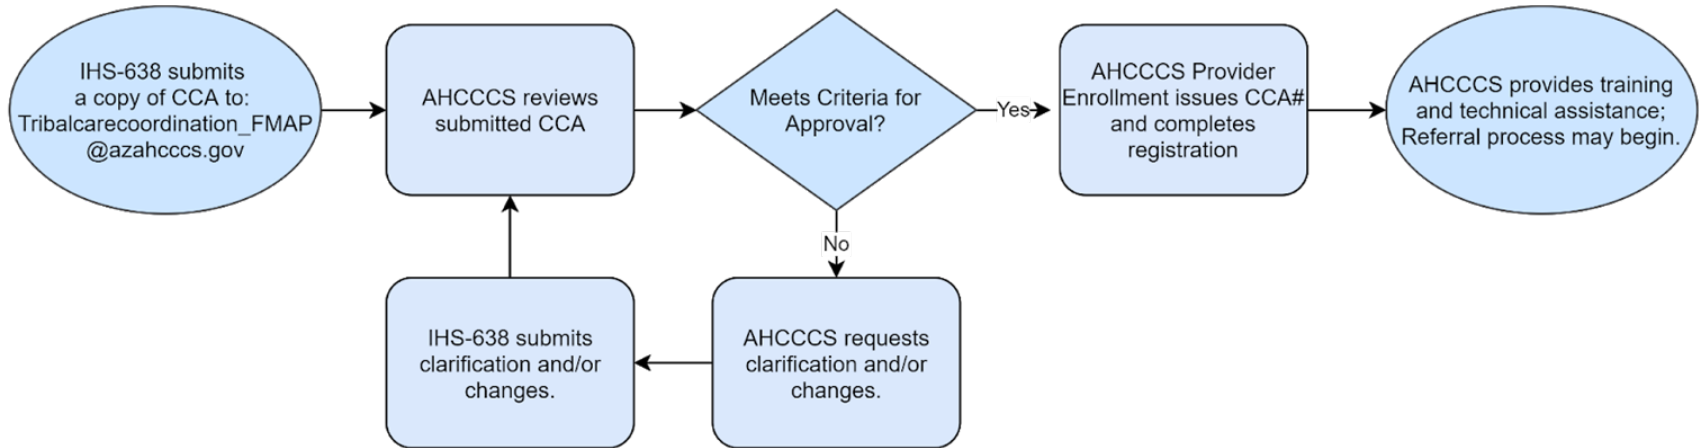 IHS-638 submits
a copy of CCA to:
Tribalcarecoordination_FMAP
@azahcccs.gov
AHCCCS reviews
submitted CCA
Meets Criteria for
Approval?
Yes
AHCCCS Provider
Enrollment issues CCA#
and completes
registration
AHCCCS provides training
and technical assistance;
Referral process may begin.
No
IHS-638 submits
clarification and/or
changes.
AHCCCS requests
clarification and/or
changes.